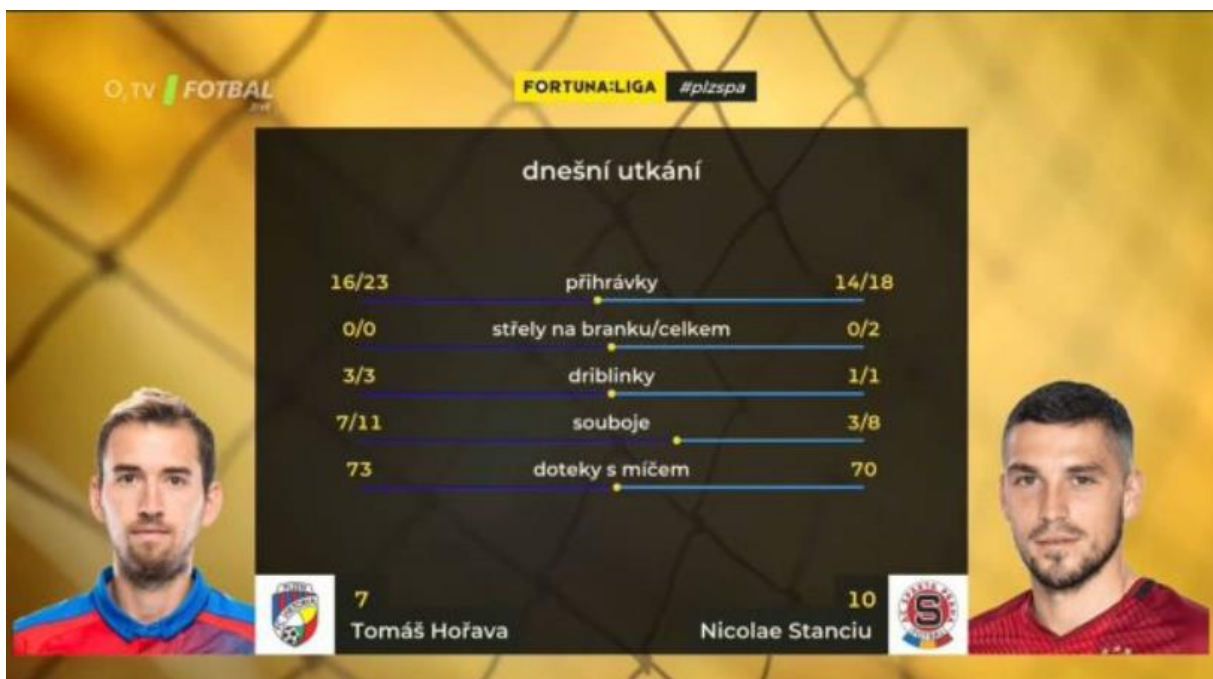 O₂ TV FOTBAL
FORTUNA:LIGA #plzspa
dnešní utkání
16/23 přihrávky 14/18
0/0 střely na branku/celkem 0/2
3/3 driblinky 1/1
7/11 souboje 3/8
73 doteky s míčem 70
7 10
Tomáš Hořava Nicolae Stanciu